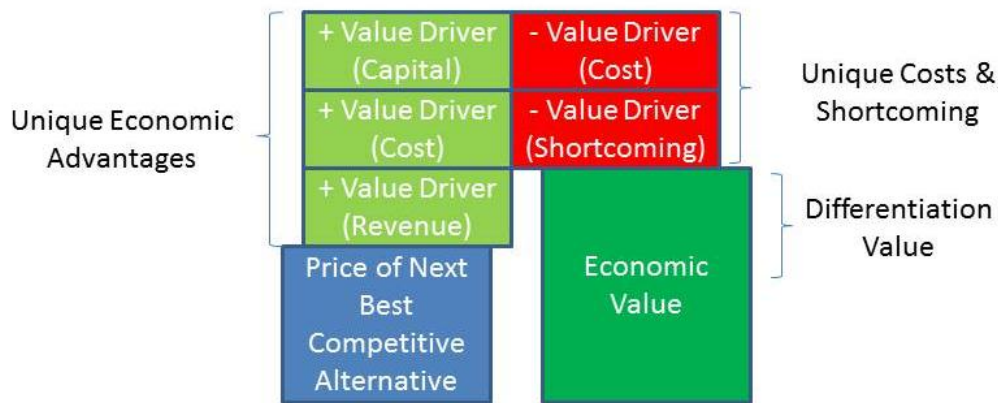 Unique Economic
Advantages
+ Value Driver
(Capital)
+ Value Driver
(Cost)
+ Value Driver
(Revenue)
Price of Next
Best
Competitive
Alternative
- Value Driver
(Cost)
- Value Driver
(Shortcoming)
Economic
Value
Unique Costs &
Shortcoming
Differentiation
Value